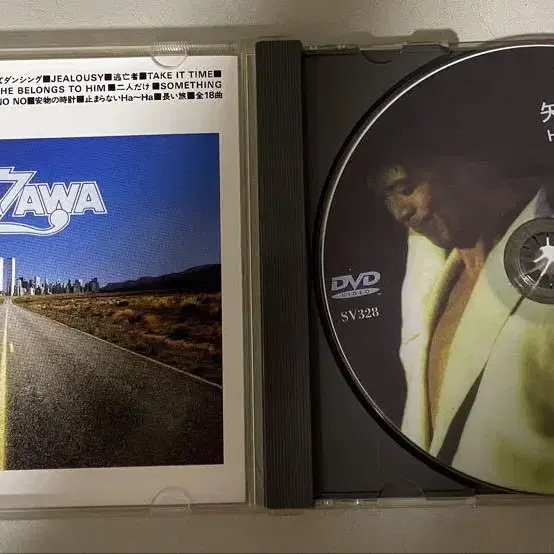 てダンシング■JEALOUSY■逃亡者■TAKE IT TIME■
HE BELONGS TO HIM■二人だけ■SOMETHING
NO NO■安物の時計■止まらないHa〜Ha■長い旅■全18曲
ZAWA
矢
H
DVD
VIDEO
SV328